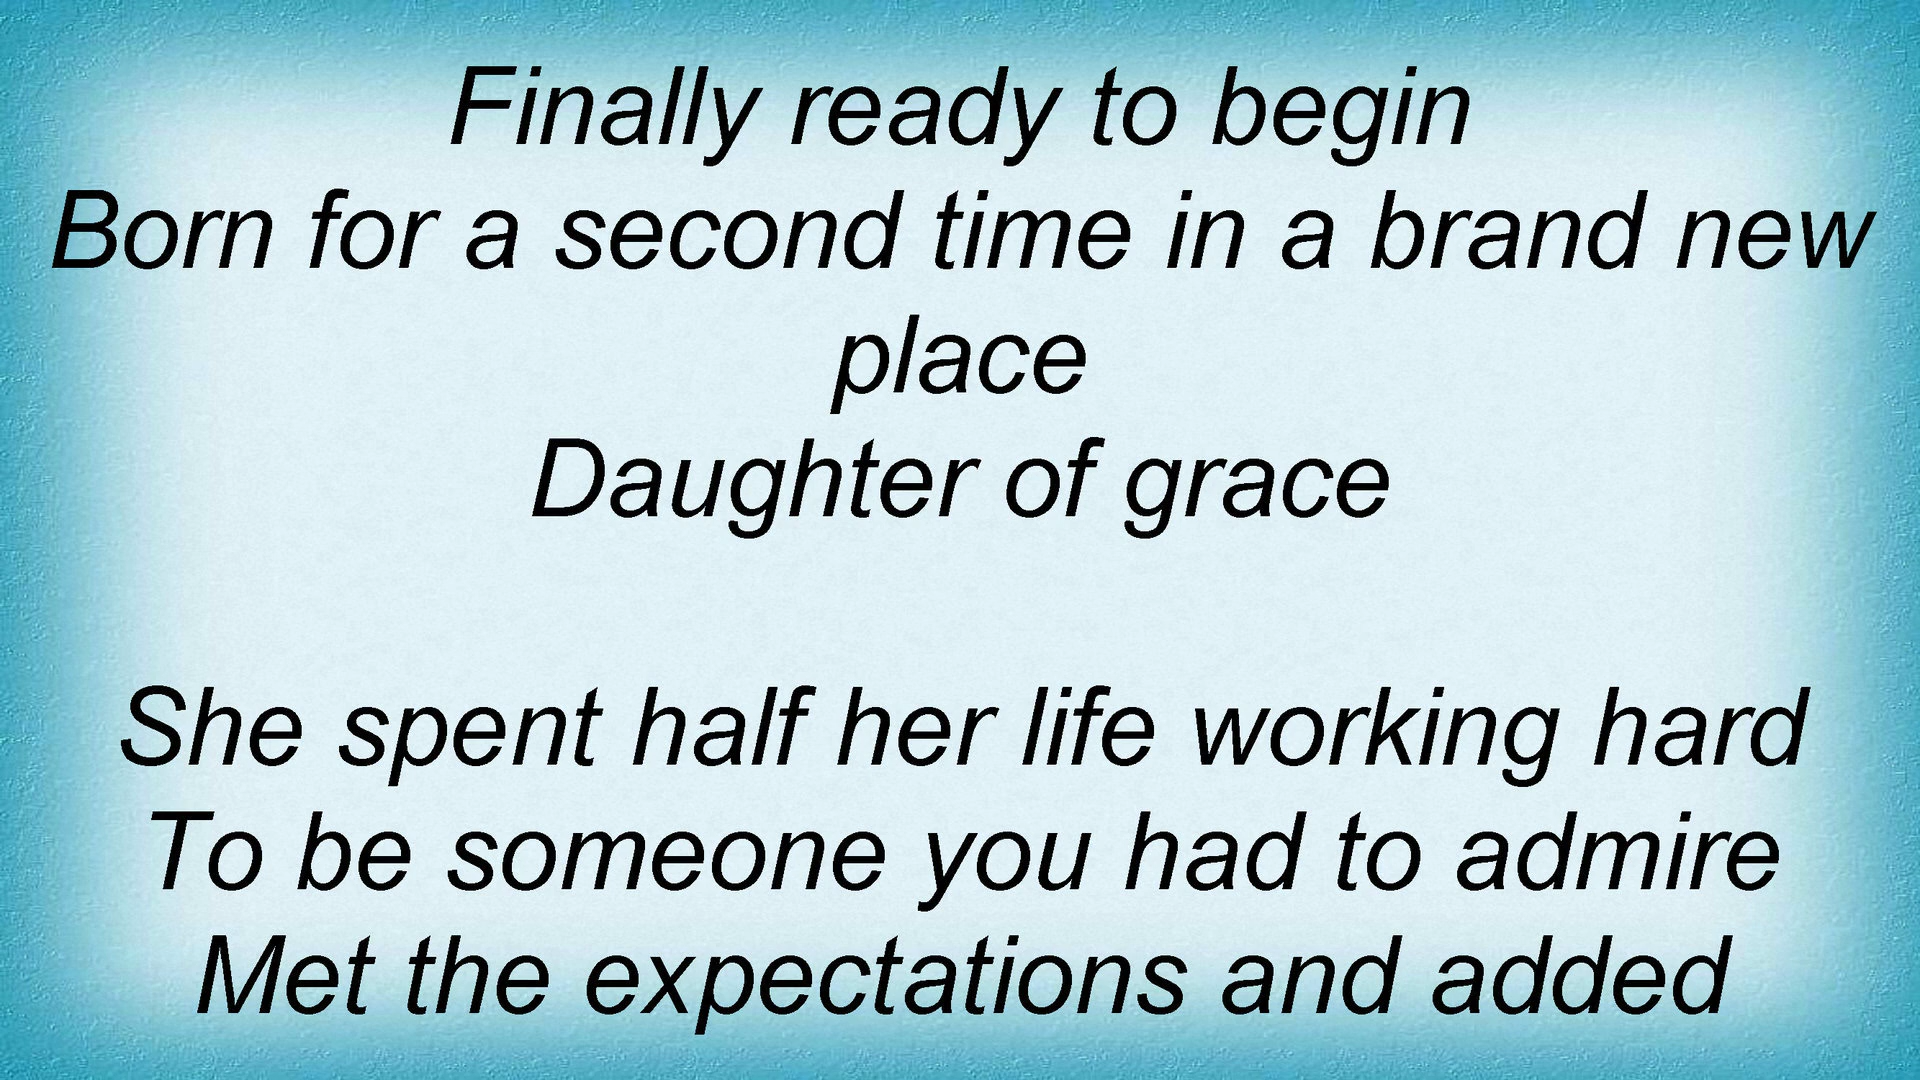 Finally ready to begin
Born for a second time in a brand new
place
Daughter of grace
She spent half her life working hard
To be someone you had to admire
Met the expectations and added